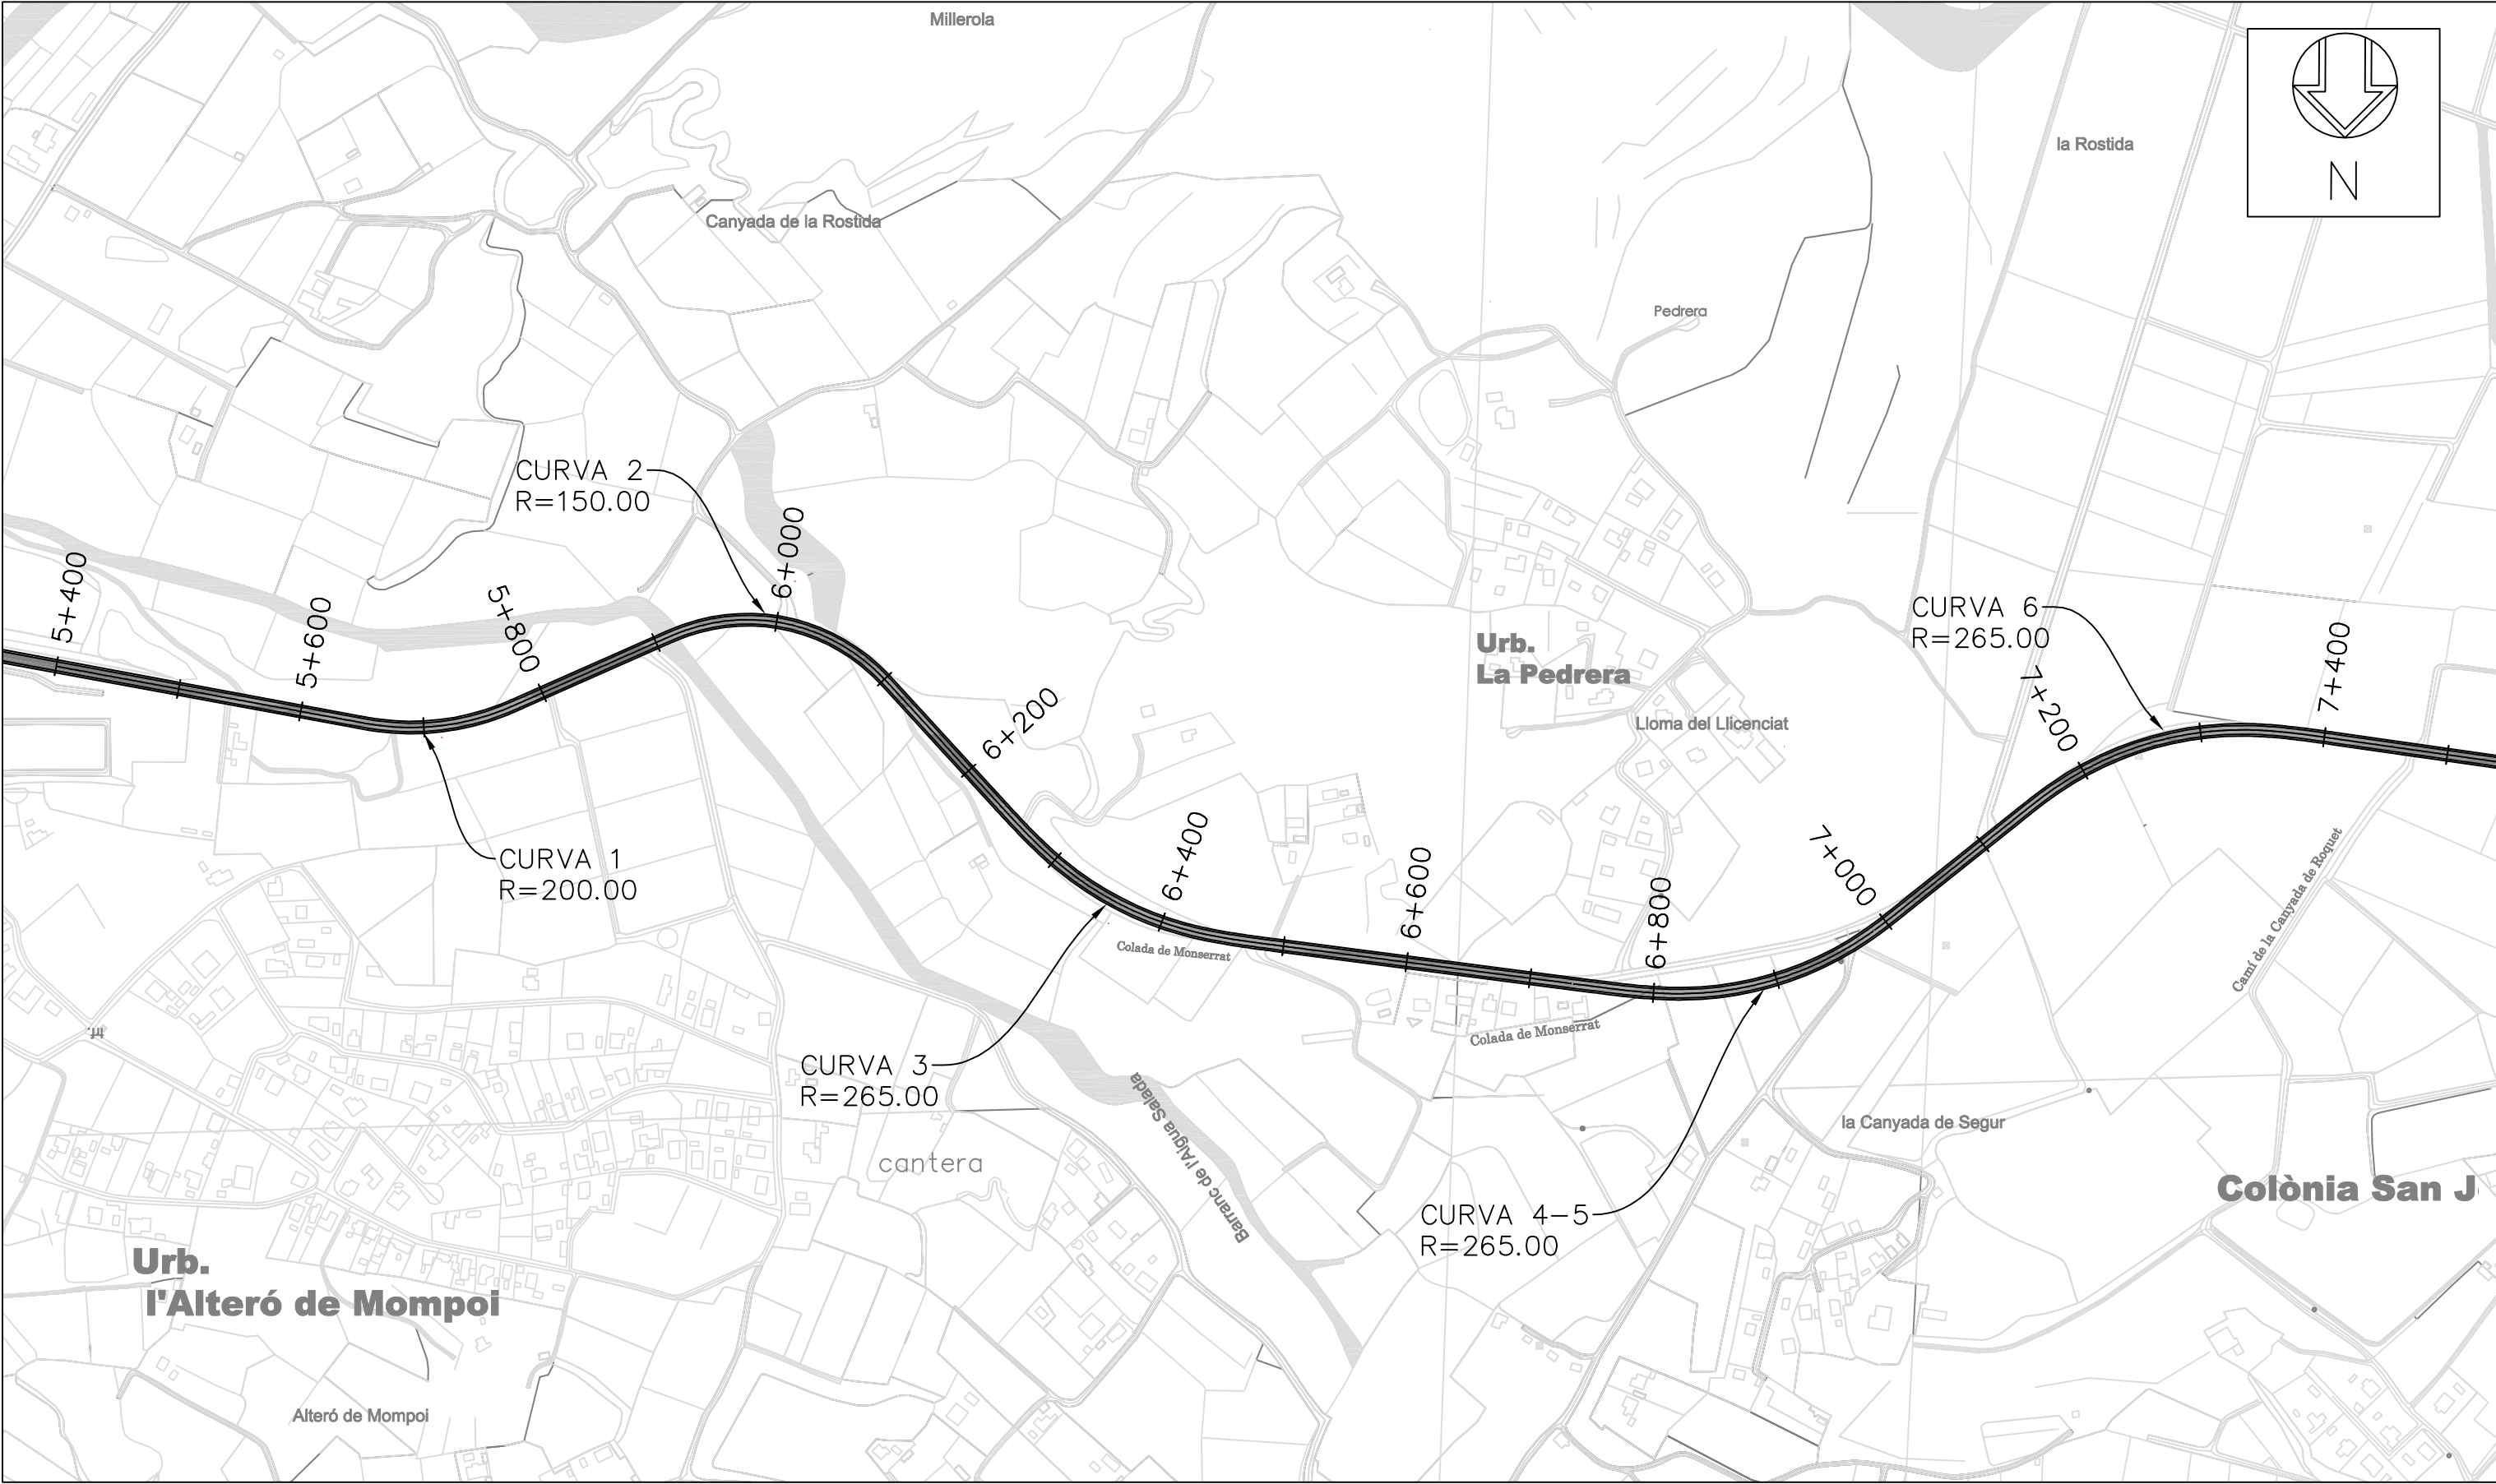 Millerola
la Rostida
N
Canyada de la Rostida
Pedrera
CURVA 2
R=150.00
6+000
5+400
5+600
5+800
CURVA 6
R=265.00
7+200
7+400
Urb.
La Pedrera
Lloma del Llicenciat
6+200
CURVA 1
R=200.00
6+400
6+600
6+800
7+000
Camí de la Canyada de Roquet
Colada de Monserrat
Colada de Monserrat
CURVA 3
R=265.00
Barranc de l'Aigua Salada
la Canyada de Segur
cantera
CURVA 4-5
R=265.00
Colònia San J
Urb.
l'Alteró de Mompoi
Alteró de Mompoi